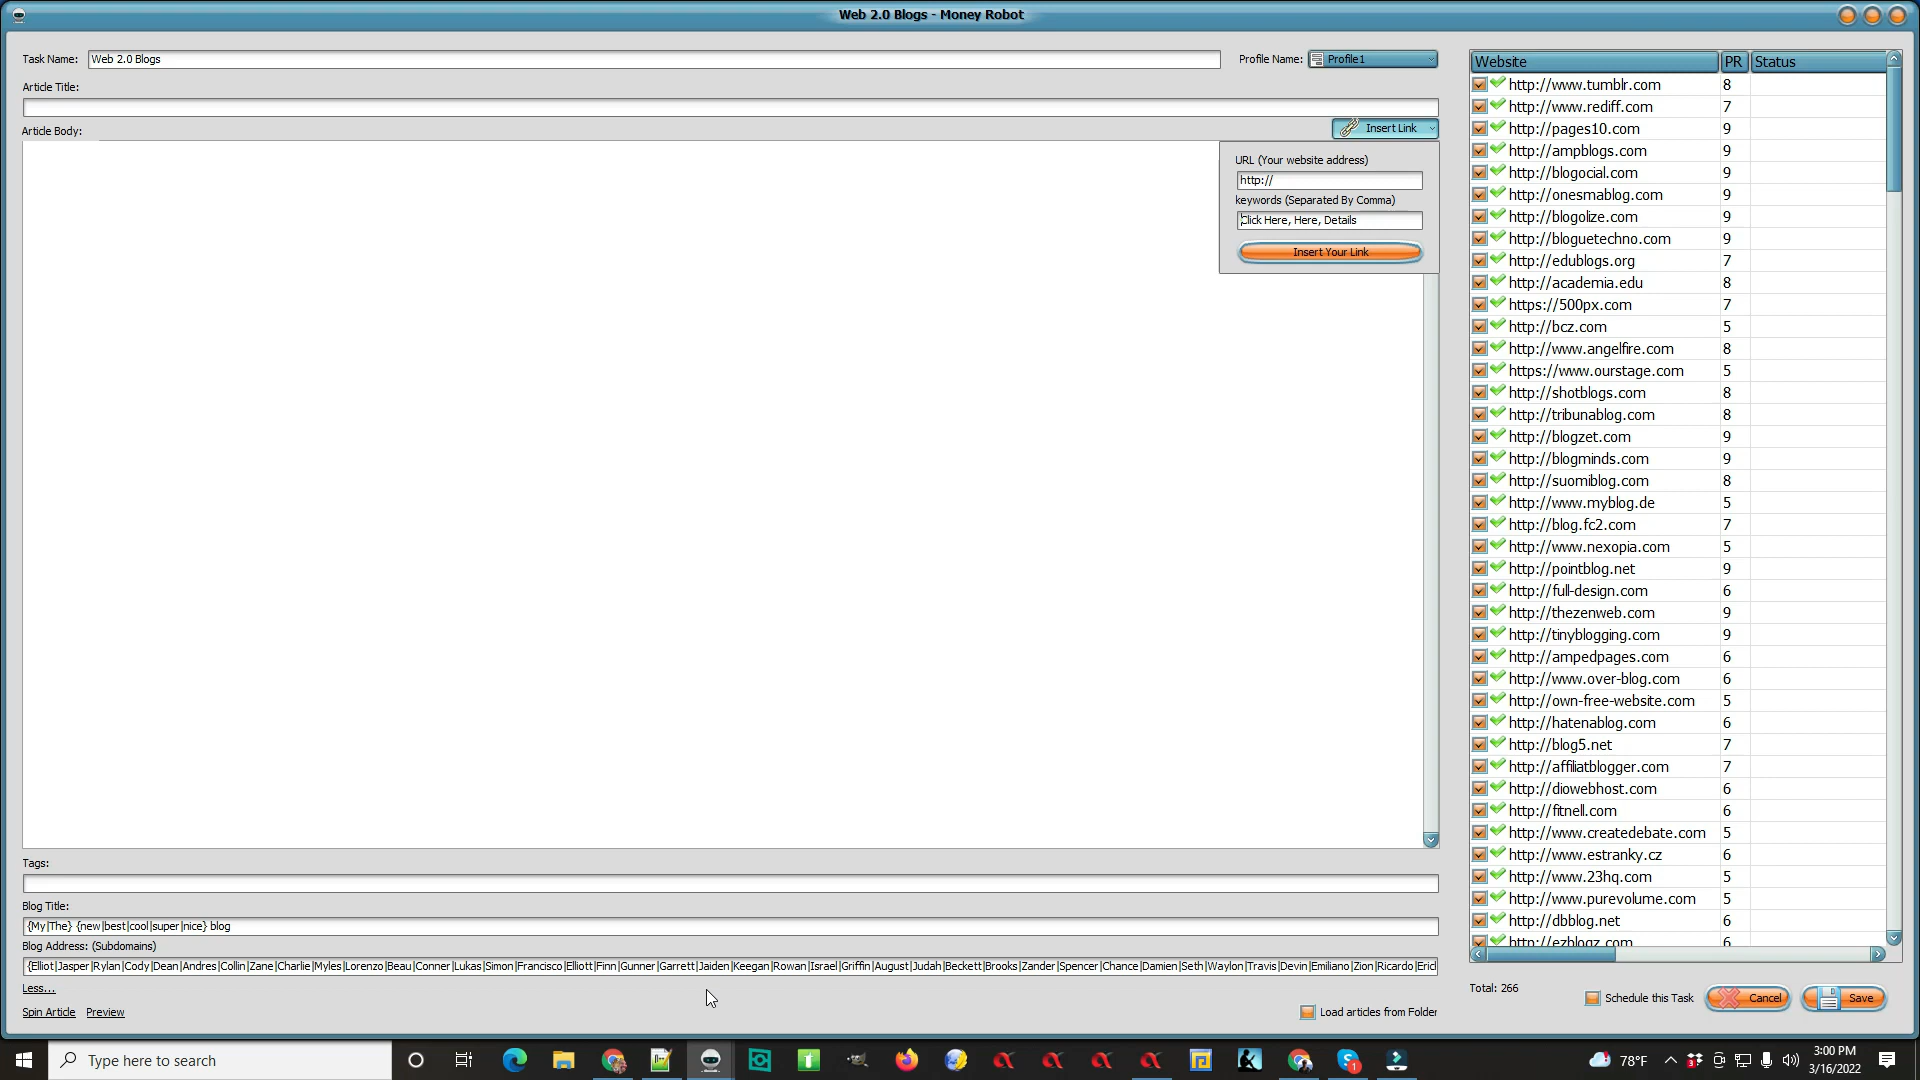 Web 2.0 Blogs - Money Robot
Task Name: Web 2.0 Blogs Profile Name: Profile1
Article Title:
Article Body: Insert Link
URL (Your website address)
http://
keywords (Separated By Comma)
Click Here, Here, Details
Insert Your Link
Tags:
Blog Title:
{My|The} {new|best|cool|super|nice} blog
Blog Address: (Subdomains)
{Elliot|Jasper|Rylan|Cody|Dean|Andres|Collin|Zane|Charlie|Myles|Lorenzo|Beau|Conner|Lukas|Simon|Francisco|Elliott|Finn|Gunner|Garrett|Jaiden|Keegan|Rowan|Israel|Griffin|August|Judah|Beckett|Brooks|Zander|Spencer|Chance|Damien|Seth|Waylon|Travis|Devin|Emiliano|Zion|Ricardo|Eric
Less...
Spin Article Preview
Load articles from Folder
Website PR Status
http://www.tumblr.com 8
http://www.rediff.com 7
http://pages10.com 9
http://ampblogs.com 9
http://blogocial.com 9
http://onesmablog.com 9
http://blogolize.com 9
http://bloguetechno.com 9
http://edublogs.org 7
http://academia.edu 8
https://500px.com 7
http://bcz.com 5
http://www.angelfire.com 8
https://www.ourstage.com 5
http://shotblogs.com 8
http://tribunablog.com 8
http://blogzet.com 9
http://blogminds.com 9
http://suomiblog.com 8
http://www.myblog.de 5
http://blog.fc2.com 7
http://www.nexopia.com 5
http://pointblog.net 9
http://full-design.com 6
http://thezenweb.com 9
http://tinyblogging.com 9
http://ampedpages.com 6
http://www.over-blog.com 6
http://own-free-website.com 5
http://hatenablog.com 6
http://blog5.net 7
http://affiliatblogger.com 7
http://diowebhost.com 6
http://fitnell.com 6
http://www.createdebate.com 5
http://www.estranky.cz 6
http://www.23hq.com 5
http://www.purevolume.com 5
http://dbblog.net 6
http://ezblogz.com 6
Total: 266
Schedule this Task Cancel Save
Type here to search
78°F
3:00 PM
3/16/2022